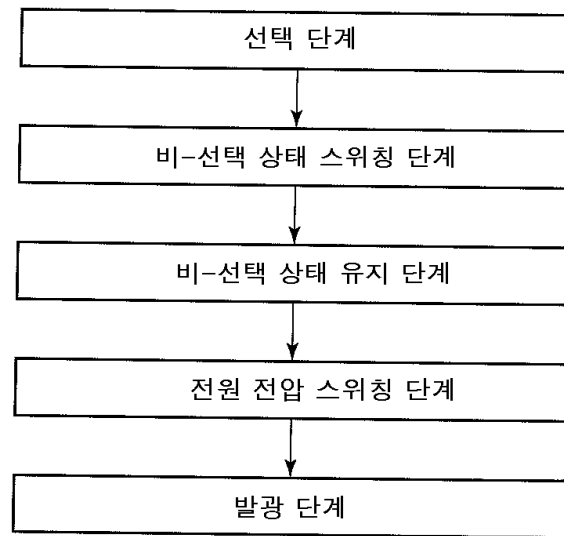 선택 단계
비-선택 상태 스위칭 단계
비-선택 상태 유지 단계
전원 전압 스위칭 단계
발광 단계